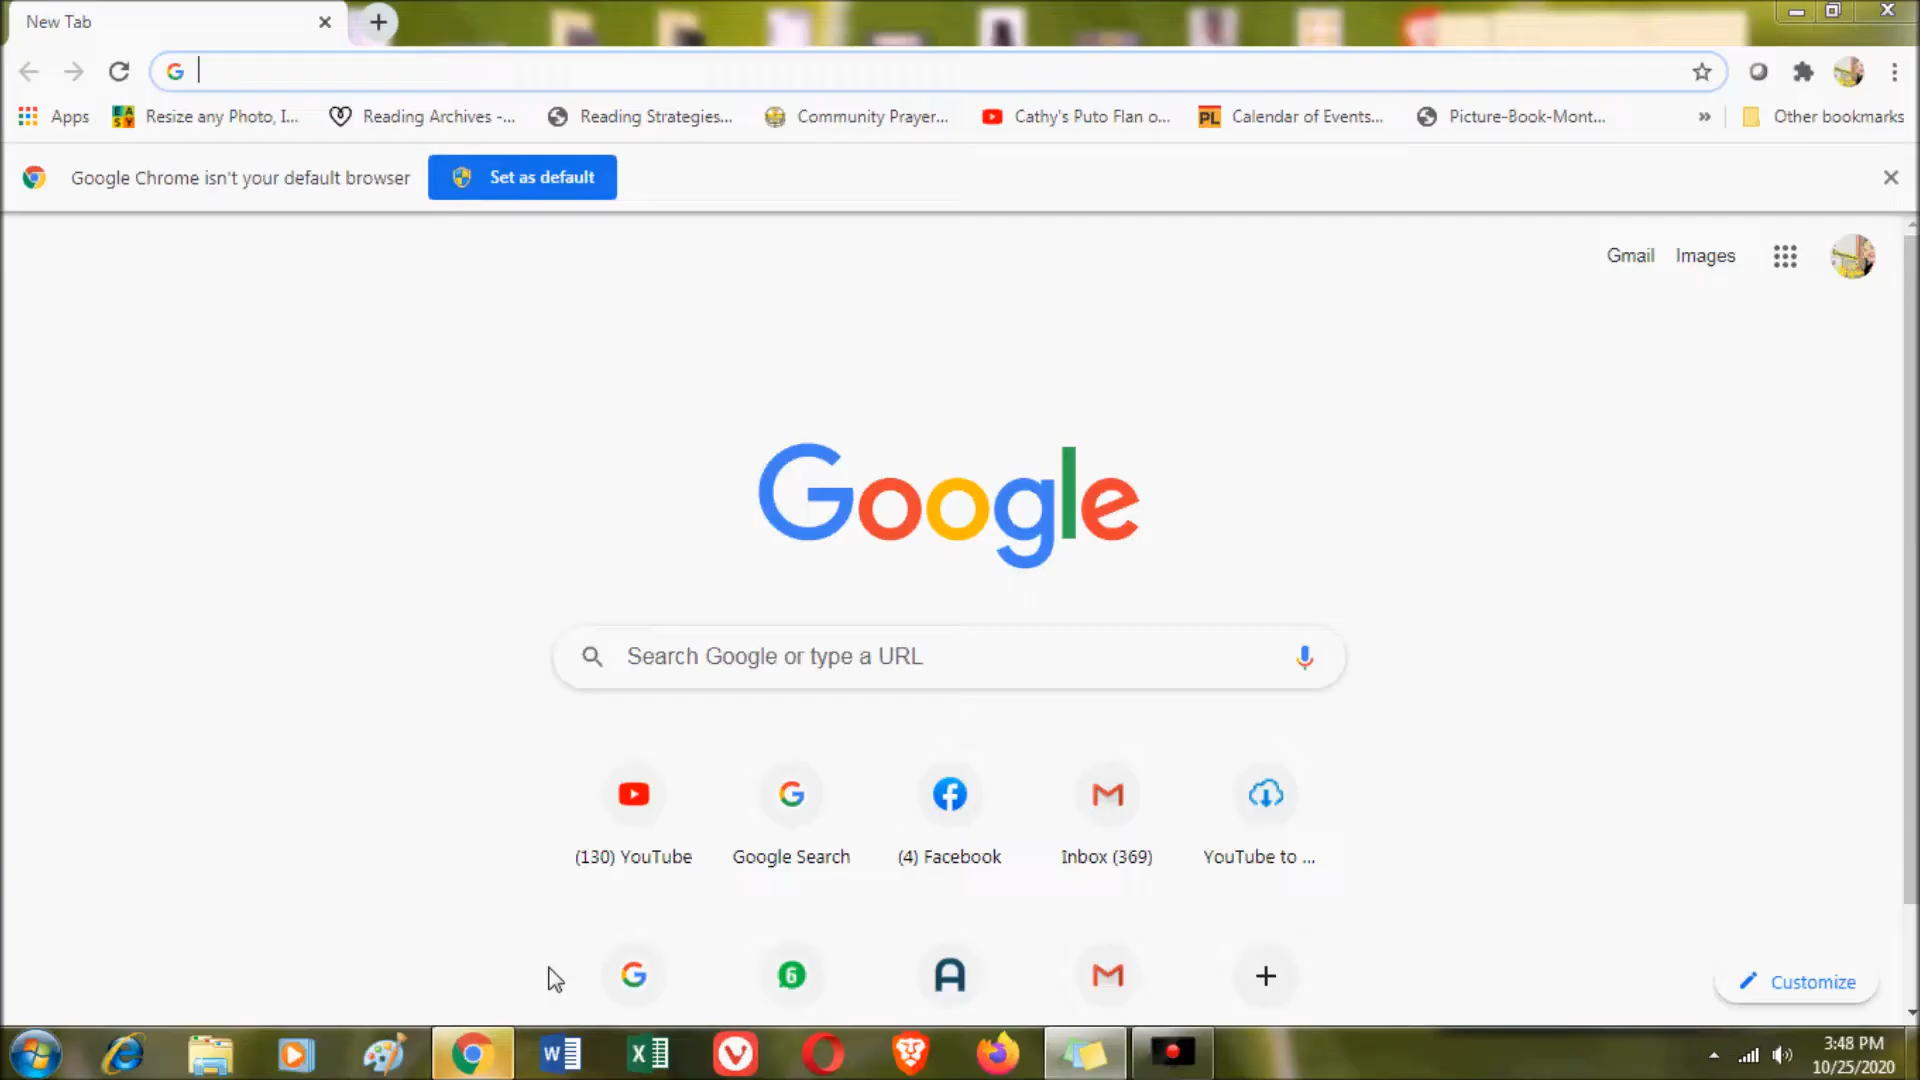 New Tab
Apps
Resize any Photo, I...
Reading Archives -...
Reading Strategies...
Community Prayer...
Cathy's Puto Flan o...
PL
Calendar of Events...
Picture-Book-Mont...
»
Other bookmarks
Google Chrome isn't your default browser
Set as default
Gmail
Images
Google
Search Google or type a URL
(130) YouTube
Google Search
(4) Facebook
Inbox (369)
YouTube to ...
6
Customize
3:48 PM
10/25/2020